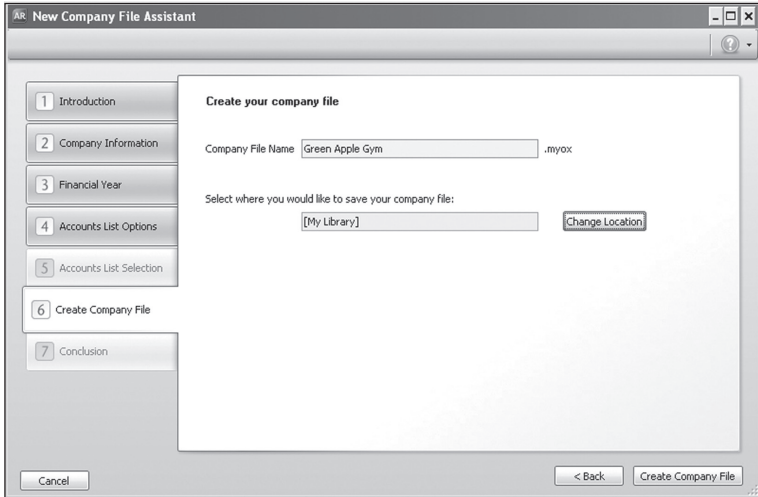 AR New Company File Assistant
?
1 Introduction
2 Company Information
3 Financial Year
4 Accounts List Options
5 Accounts List Selection
6 Create Company File
7 Conclusion
Create your company file
Company File Name Green Apple Gym .myox
Select where you would like to save your company file:
[My Library] Change Location
Cancel < Back Create Company File